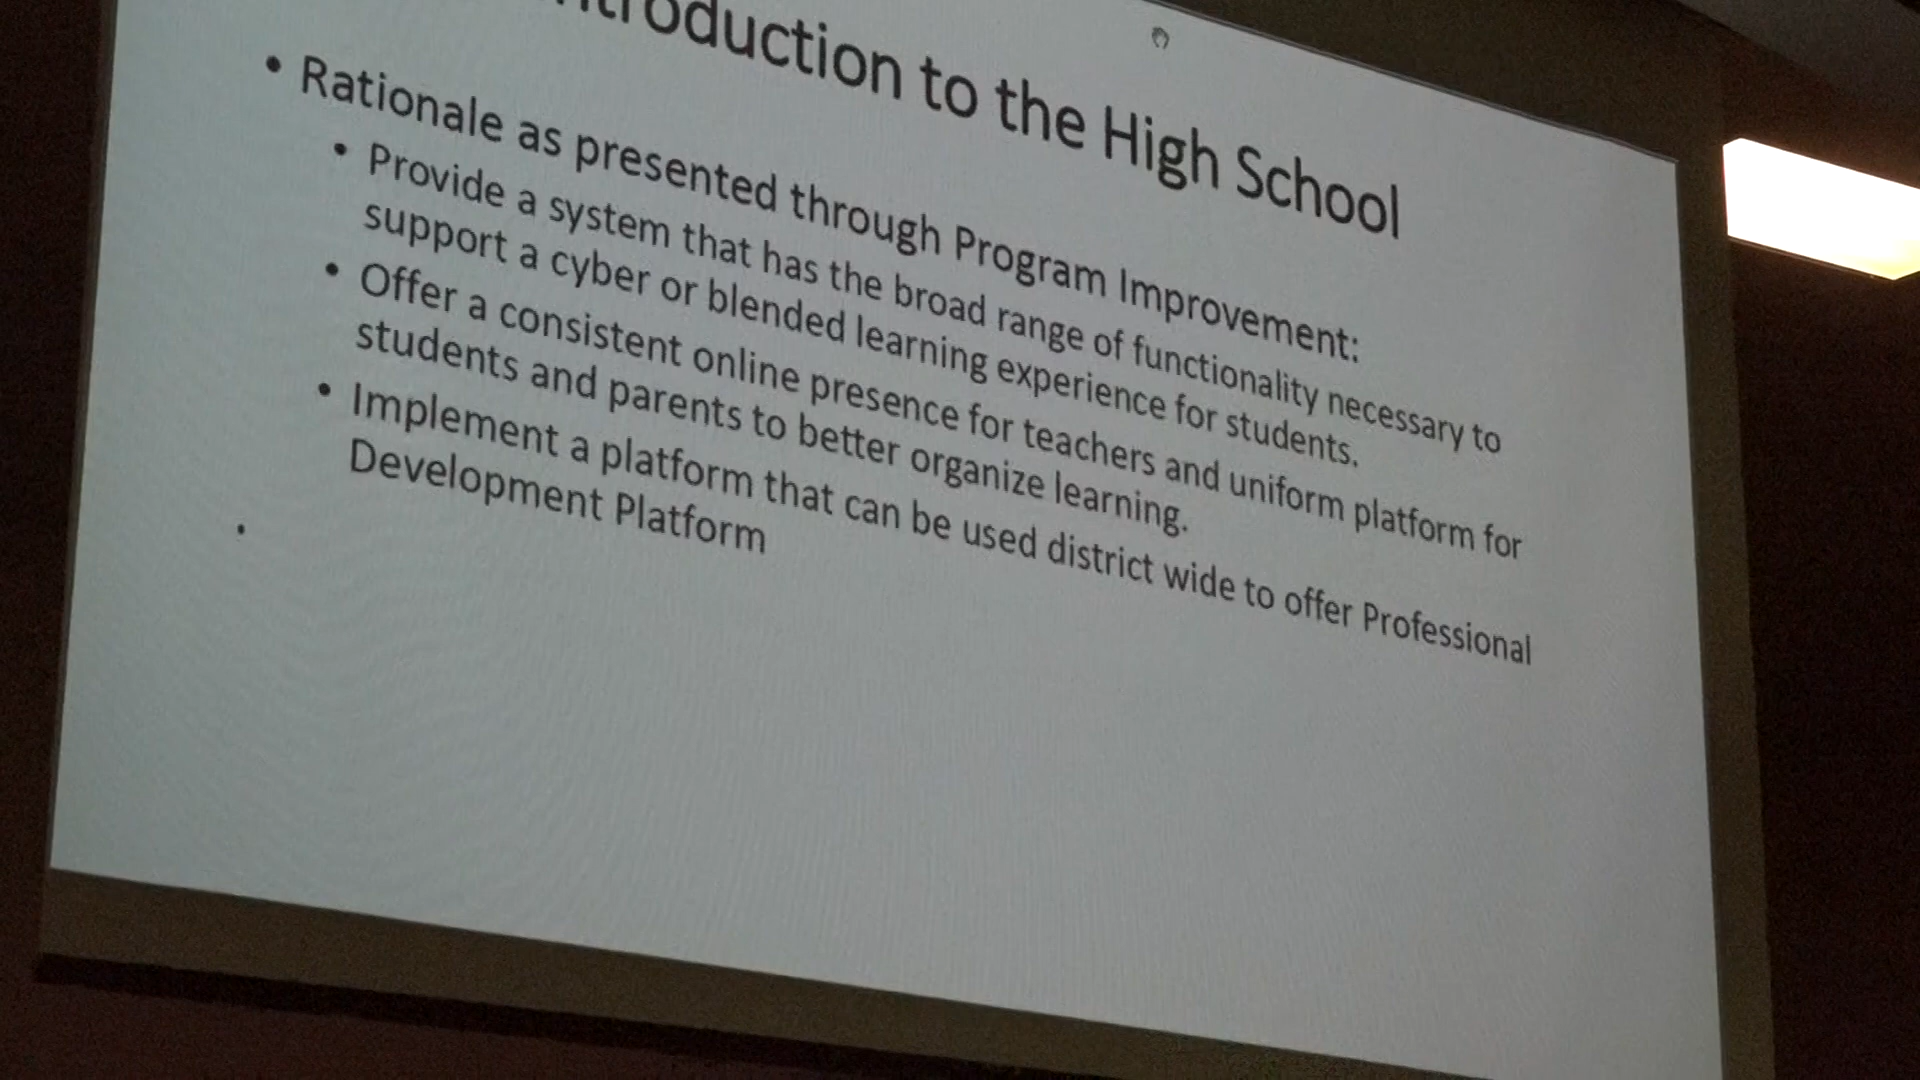 Introduction to the High School
• Rationale as presented through Program Improvement:
• Provide a system that has the broad range of functionality necessary to
support a cyber or blended learning experience for students.
• Offer a consistent online presence for teachers and uniform platform for
students and parents to better organize learning.
• Implement a platform that can be used district wide to offer Professional
Development Platform
•